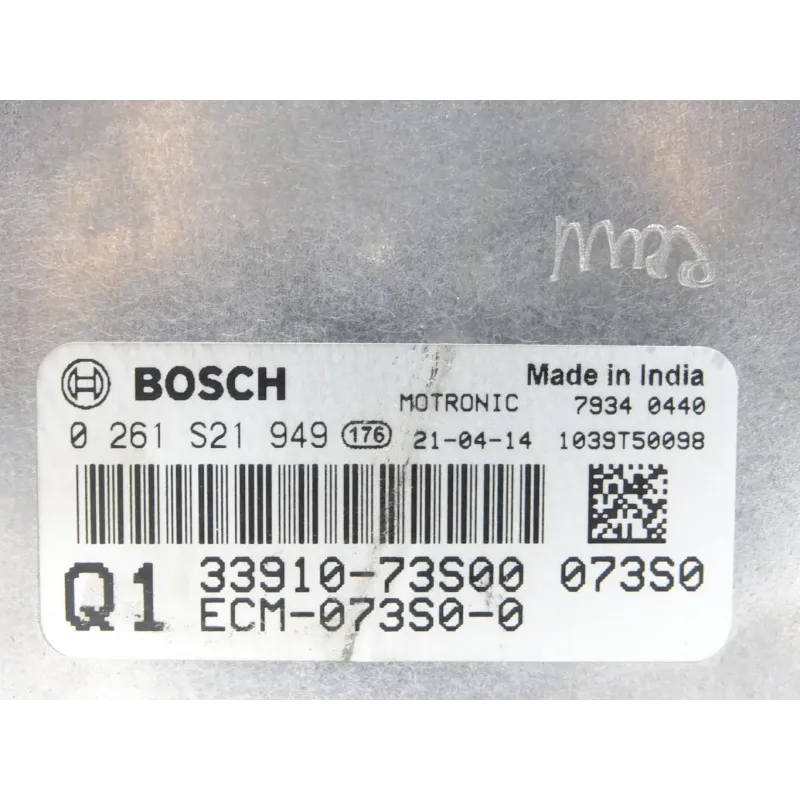 BOSCH
Made in India
MOTRONIC 7934 0440
0 261 S21 949 176 21-04-14 1039T50098
Q1 33910-73S00 073S0
ECM-073S0-0